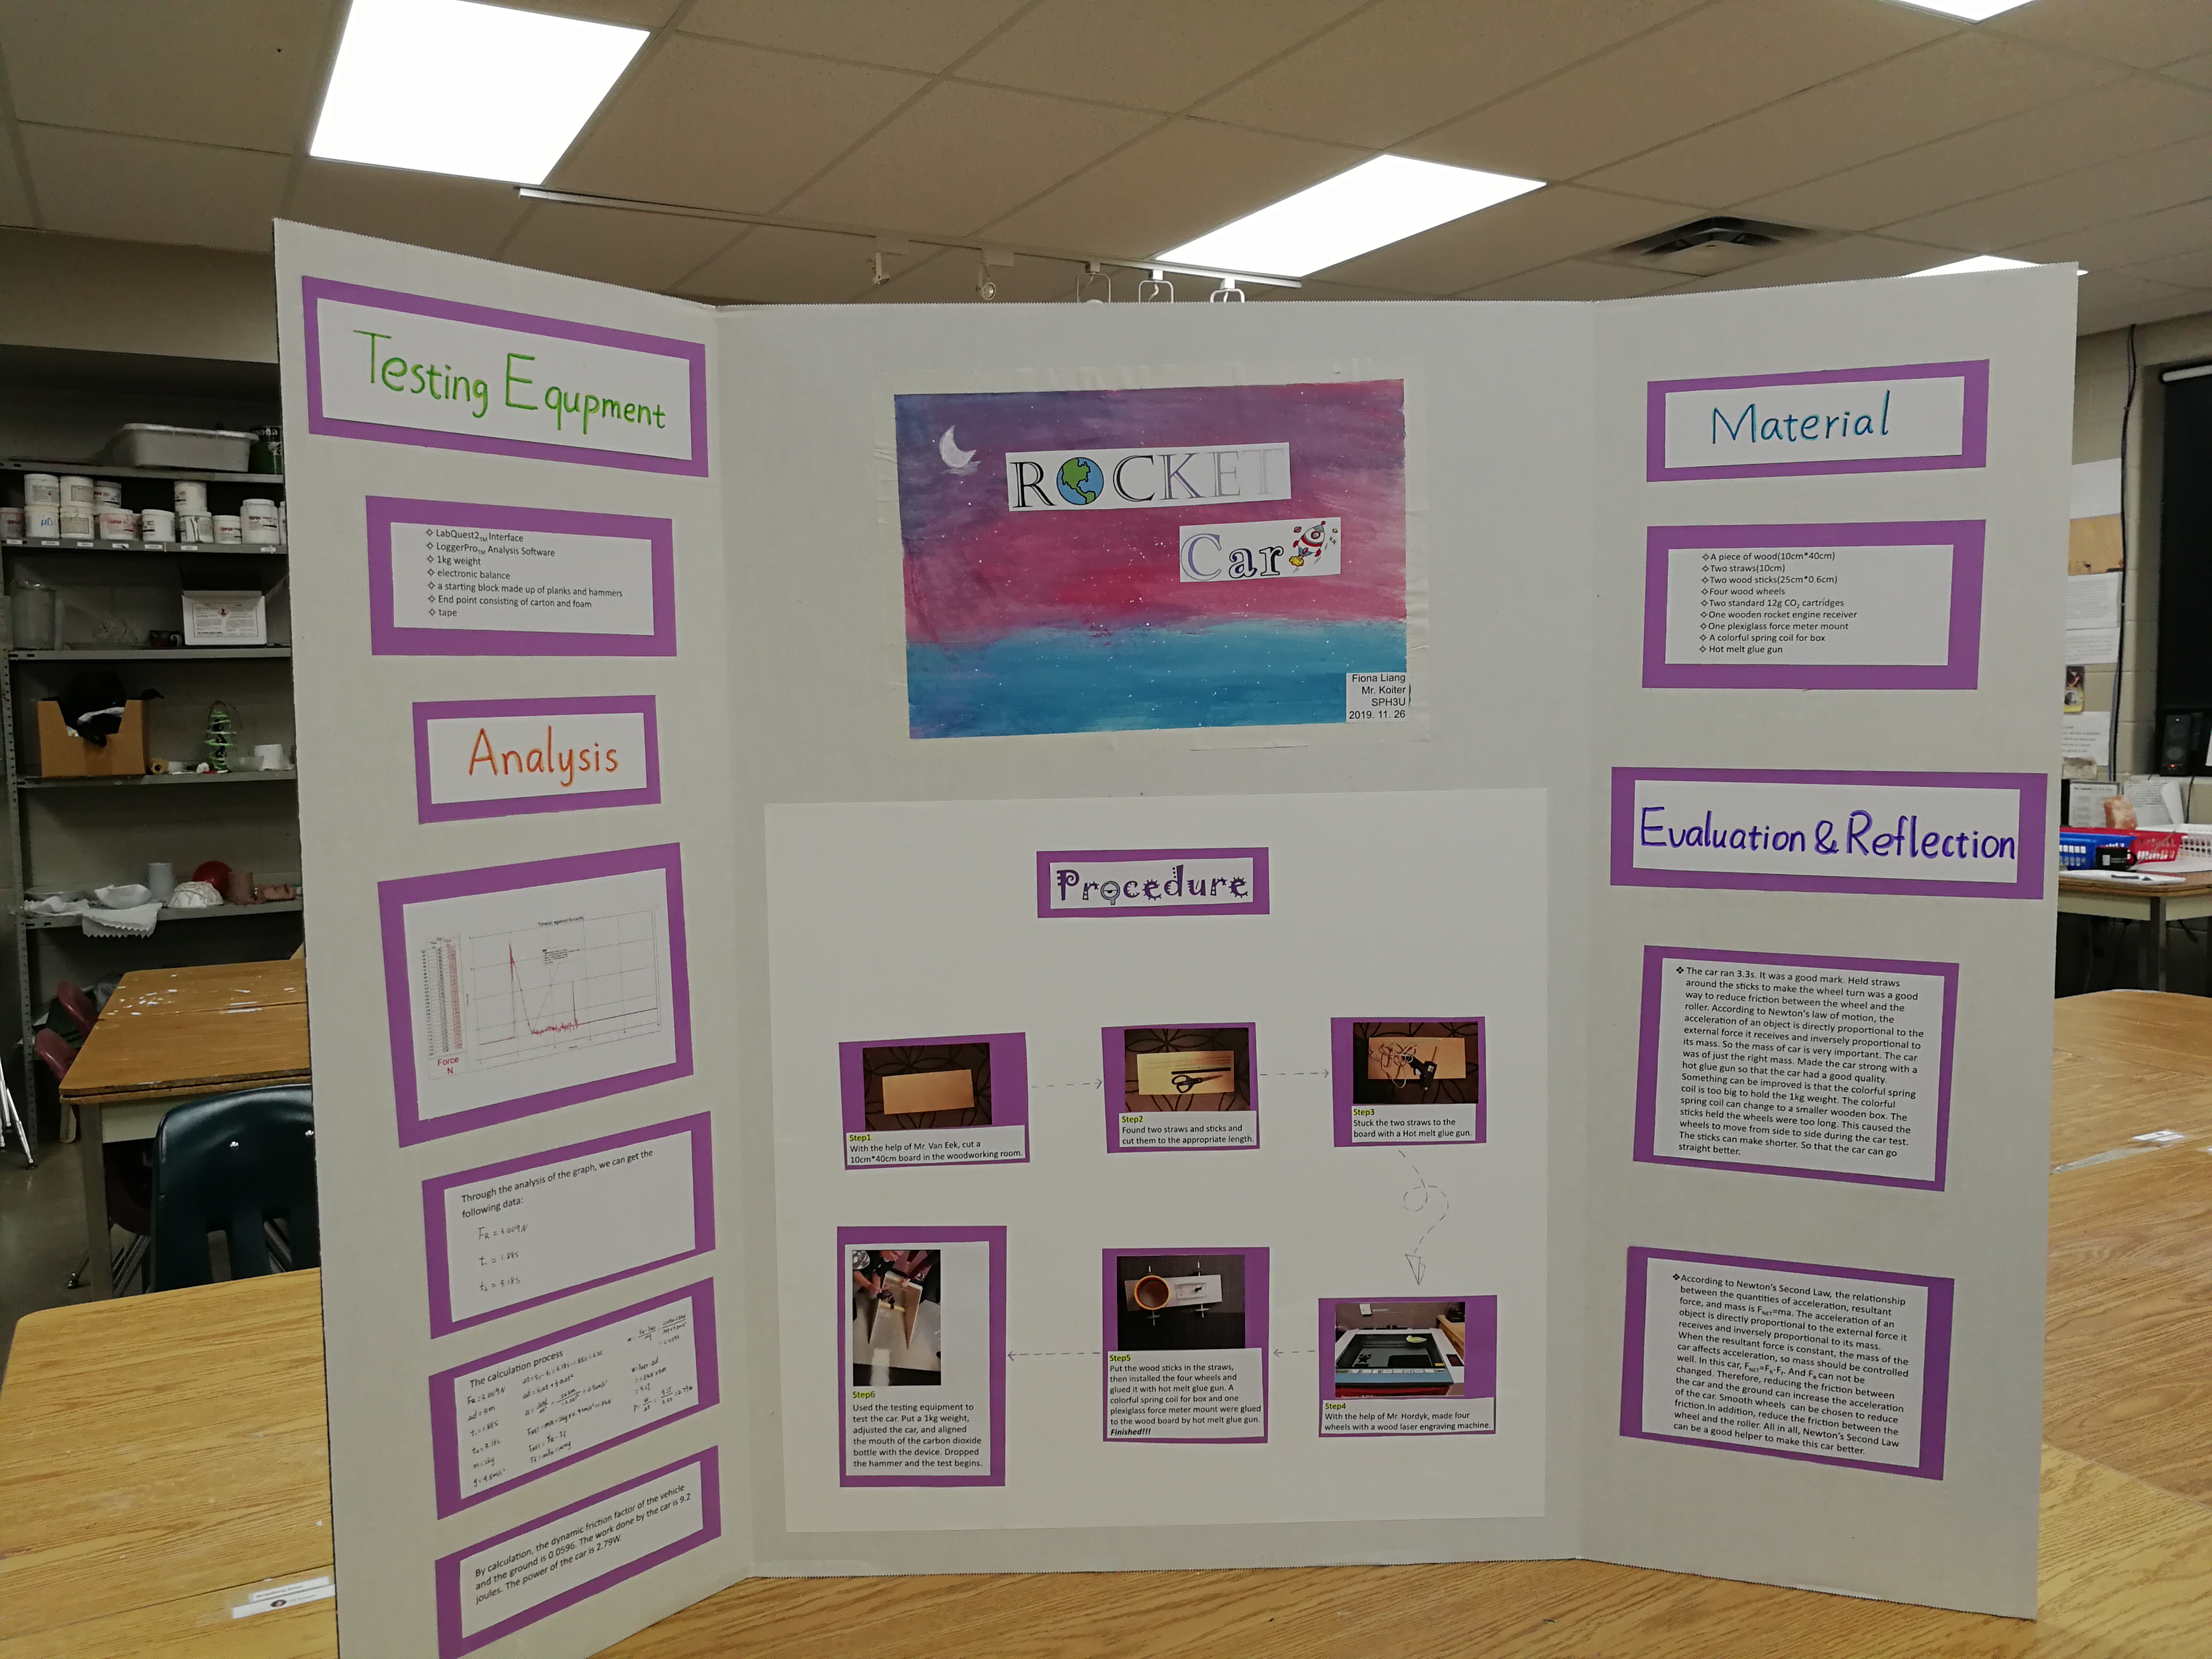 Testing Equpment
✧ LabQuest2TM Interface
✧ LoggerProTM Analysis Software
✧ 1kg weight
✧ electronic balance
✧ a starting block made up of planks and hammers
✧ End point consisting of carton and foam
✧ tape
Analysis
Force
N
Through the analysis of the graph, we can get the
following data:
t₁ = 1.88s
t₂ = 5.18s
The calculation process
By calculation, the dynamic friction factor of the vehicle
and the ground is 0.0596. The work done by the car is 9.2
joules. The power of the car is 2.79W.
ROCKET
Car
Fiona Liang
Mr. Koiter
SPH3U
2019. 11. 26
Procedure
Step1
With the help of Mr. Van Eek, cut a
10cm*40cm board in the woodworking room.
Step2
Found two straws and sticks and
cut them to the appropriate length.
Step3
Stuck the two straws to the
board with a Hot melt glue gun.
Step4
With the help of Mr. Hordyk, made four
wheels with a wood laser engraving machine.
Step5
Put the wood sticks in the straws,
then installed the four wheels and
glued it with hot melt glue gun. A
colorful spring coil for box and one
plexiglass force meter mount were glued
to the wood board by hot melt glue gun.
Finished!!!
Step6
Used the testing equipment to
test the car. Put a 1kg weight,
adjusted the car, and aligned
the mouth of the carbon dioxide
bottle with the device. Dropped
the hammer and the test begins.
Material
✧ A piece of wood(10cm*40cm)
✧ Two straws(10cm)
✧ Two wood sticks(25cm*0.6cm)
✧ Four wood wheels
✧ Two standard 12g CO₂ cartridges
✧ One wooden rocket engine receiver
✧ One plexiglass force meter mount
✧ A colorful spring coil for box
✧ Hot melt glue gun
Evaluation & Reflection
❖ The car ran 3.3s. It was a good mark. Held straws
around the sticks to make the wheel turn was a good
way to reduce friction between the wheel and the
roller. According to Newton's law of motion, the
acceleration of an object is directly proportional to the
external force it receives and inversely proportional to
its mass. So the mass of car is very important. The car
was of just the right mass. Made the car strong with a
hot glue gun so that the car had a good quality.
Something can be improved is that the colorful spring
coil is too big to hold the 1kg weight. The colorful
spring coil can change to a smaller wooden box. The
sticks held the wheels were too long. This caused the
wheels to move from side to side during the car test.
The sticks can make shorter. So that the car can go
straight better.
❖ According to Newton's Second Law, the relationship
between the quantities of acceleration, resultant
force, and mass is FNET=ma. The acceleration of an
object is directly proportional to the external force it
receives and inversely proportional to its mass.
When the resultant force is constant, the mass of the
car affects acceleration, so mass should be controlled
well. In this car, FNET=FR-Ff. And FR can not be
changed. Therefore, reducing the friction between
the car and the ground can increase the acceleration
of the car. Smooth wheels can be chosen to reduce
friction.In addition, reduce the friction between the
wheel and the roller. All in all, Newton's Second Law
can be a good helper to make this car better.